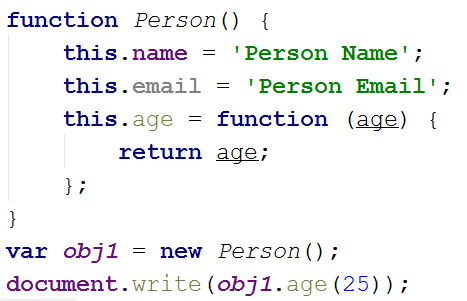 function Person() {
    this.name = 'Person Name';
    this.email = 'Person Email';
    this.age = function (age) {
        return age;
    };
}
var obj1 = new Person();
document.write(obj1.age(25));